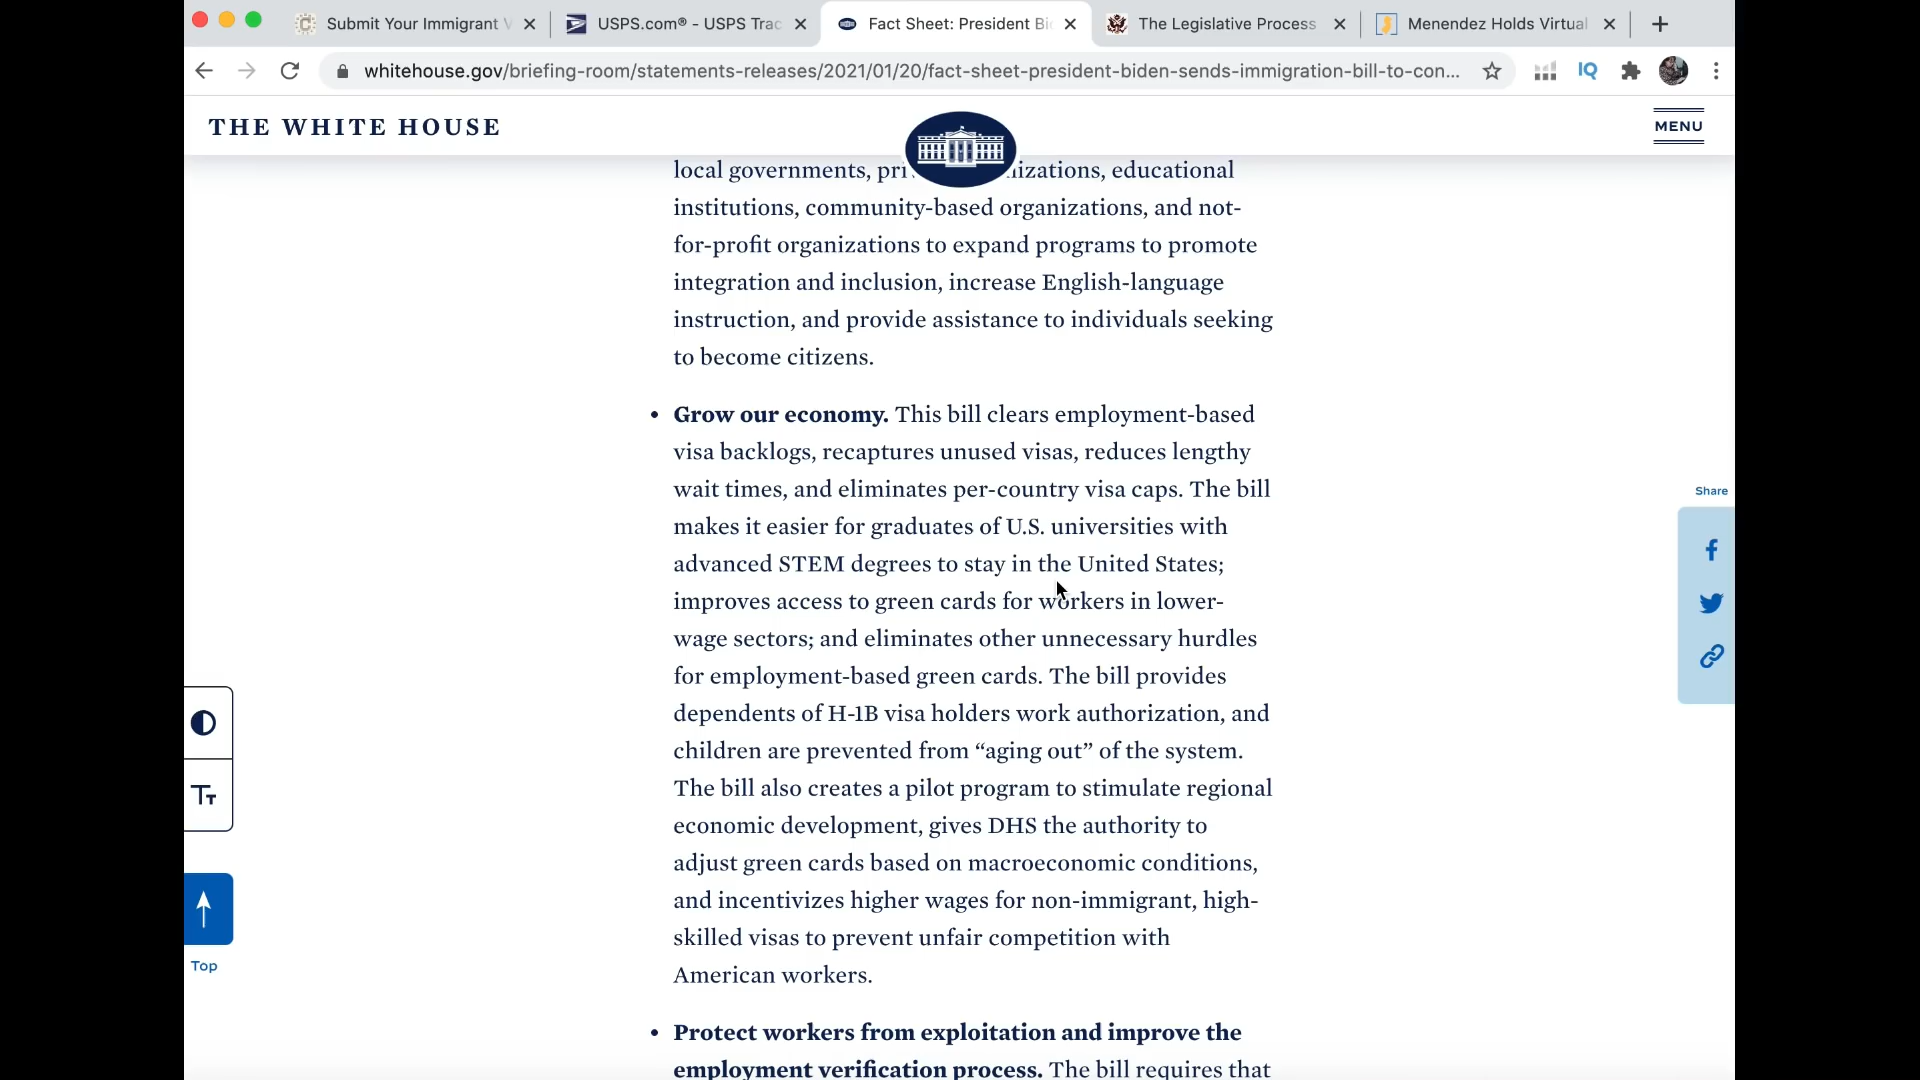 Submit Your Immigrant V
USPS.com® - USPS Trac
Fact Sheet: President Bi
The Legislative Process
Menendez Holds Virtual
whitehouse.gov/briefing-room/statements-releases/2021/01/20/fact-sheet-president-biden-sends-immigration-bill-to-con...
IQ
THE WHITE HOUSE
MENU
local governments, pri lizations, educational
institutions, community-based organizations, and not-
for-profit organizations to expand programs to promote
integration and inclusion, increase English-language
instruction, and provide assistance to individuals seeking
to become citizens.
• Grow our economy. This bill clears employment-based
visa backlogs, recaptures unused visas, reduces lengthy
wait times, and eliminates per-country visa caps. The bill
makes it easier for graduates of U.S. universities with
advanced STEM degrees to stay in the United States;
improves access to green cards for workers in lower-
wage sectors; and eliminates other unnecessary hurdles
for employment-based green cards. The bill provides
dependents of H-1B visa holders work authorization, and
children are prevented from “aging out” of the system.
The bill also creates a pilot program to stimulate regional
economic development, gives DHS the authority to
adjust green cards based on macroeconomic conditions,
and incentivizes higher wages for non-immigrant, high-
skilled visas to prevent unfair competition with
American workers.
• Protect workers from exploitation and improve the
employment verification process. The bill requires that
Share
Tт
Top